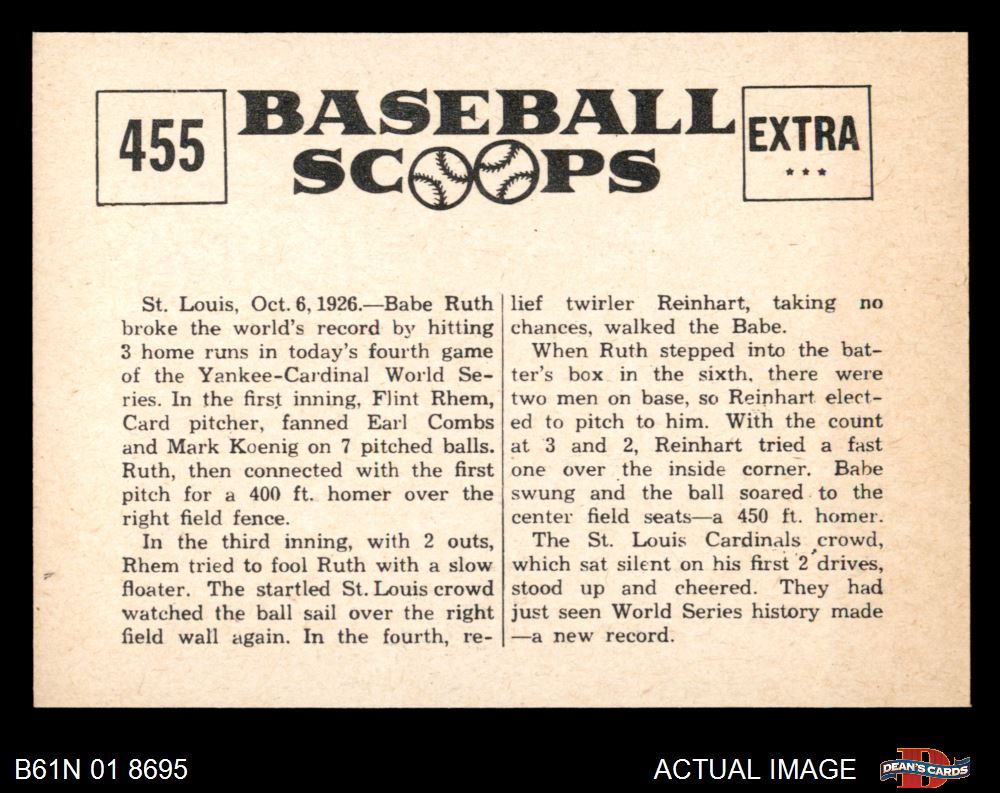 455
BASEBALL
SCOOPS
EXTRA
***
St. Louis, Oct. 6, 1926.—Babe Ruth
broke the world's record by hitting
3 home runs in today's fourth game
of the Yankee-Cardinal World Se-
ries. In the first inning, Flint Rhem,
Card pitcher, fanned Earl Combs
and Mark Koenig on 7 pitched balls.
Ruth, then connected with the first
pitch for a 400 ft. homer over the
right field fence.
In the third inning, with 2 outs,
Rhem tried to fool Ruth with a slow
floater. The startled St. Louis crowd
watched the ball sail over the right
field wall again. In the fourth, re-
lief twirler Reinhart, taking no
chances, walked the Babe.
When Ruth stepped into the bat-
ter's box in the sixth, there were
two men on base, so Reinhart elect-
ed to pitch to him. With the count
at 3 and 2, Reinhart tried a fast
one over the inside corner. Babe
swung and the ball soared to the
center field seats—a 450 ft. homer.
The St. Louis Cardinals crowd,
which sat silent on his first 2 drives,
stood up and cheered. They had
just seen World Series history made
—a new record.
B61N 01 8695
ACTUAL IMAGE
D
DEAN'S CARDS